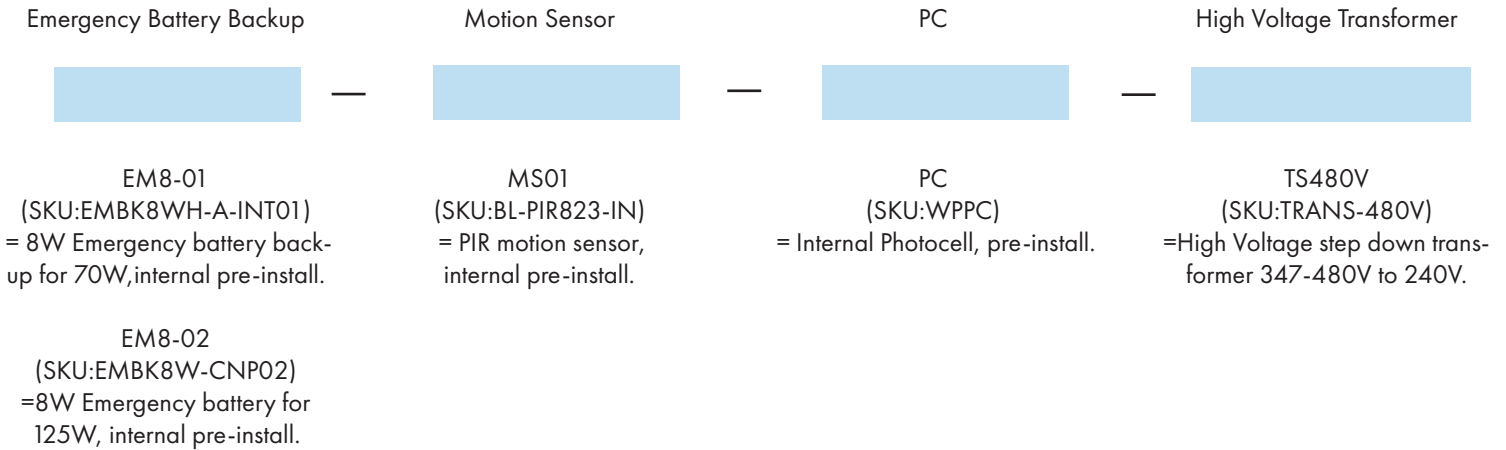 Emergency Battery Backup
Motion Sensor
PC
High Voltage Transformer
— — —
EM8-01
(SKU:EMBK8WH-A-INT01)
= 8W Emergency battery back-
up for 70W,internal pre-install.
EM8-02
(SKU:EMBK8W-CNP02)
=8W Emergency battery for
125W, internal pre-install.
MS01
(SKU:BL-PIR823-IN)
= PIR motion sensor,
internal pre-install.
PC
(SKU:WPPC)
= Internal Photocell, pre-install.
TS480V
(SKU:TRANS-480V)
=High Voltage step down trans-
former 347-480V to 240V.